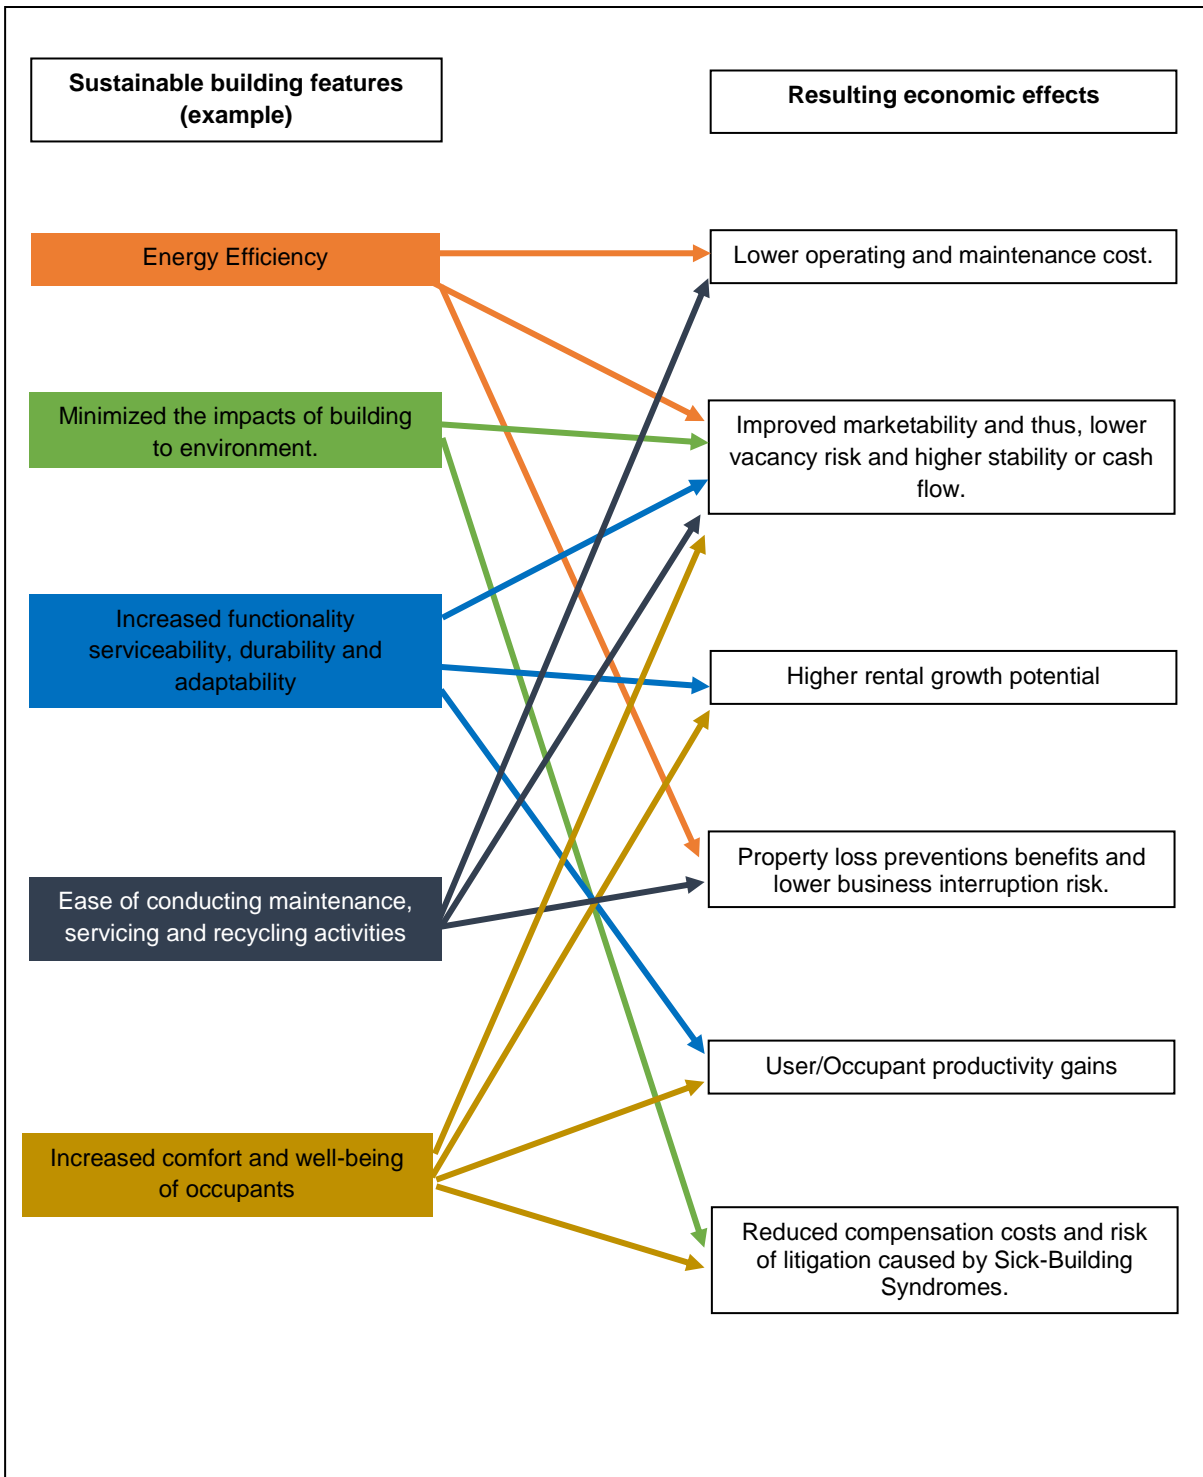 Sustainable building features
(example)
Resulting economic effects
Energy Efficiency
Lower operating and maintenance cost.
Minimized the impacts of building
to environment.
Improved marketability and thus, lower
vacancy risk and higher stability or cash
flow.
Increased functionality
serviceability, durability and
adaptability
Higher rental growth potential
Ease of conducting maintenance,
servicing and recycling activities
Property loss preventions benefits and
lower business interruption risk.
User/Occupant productivity gains
Increased comfort and well-being
of occupants
Reduced compensation costs and risk
of litigation caused by Sick-Building
Syndromes.